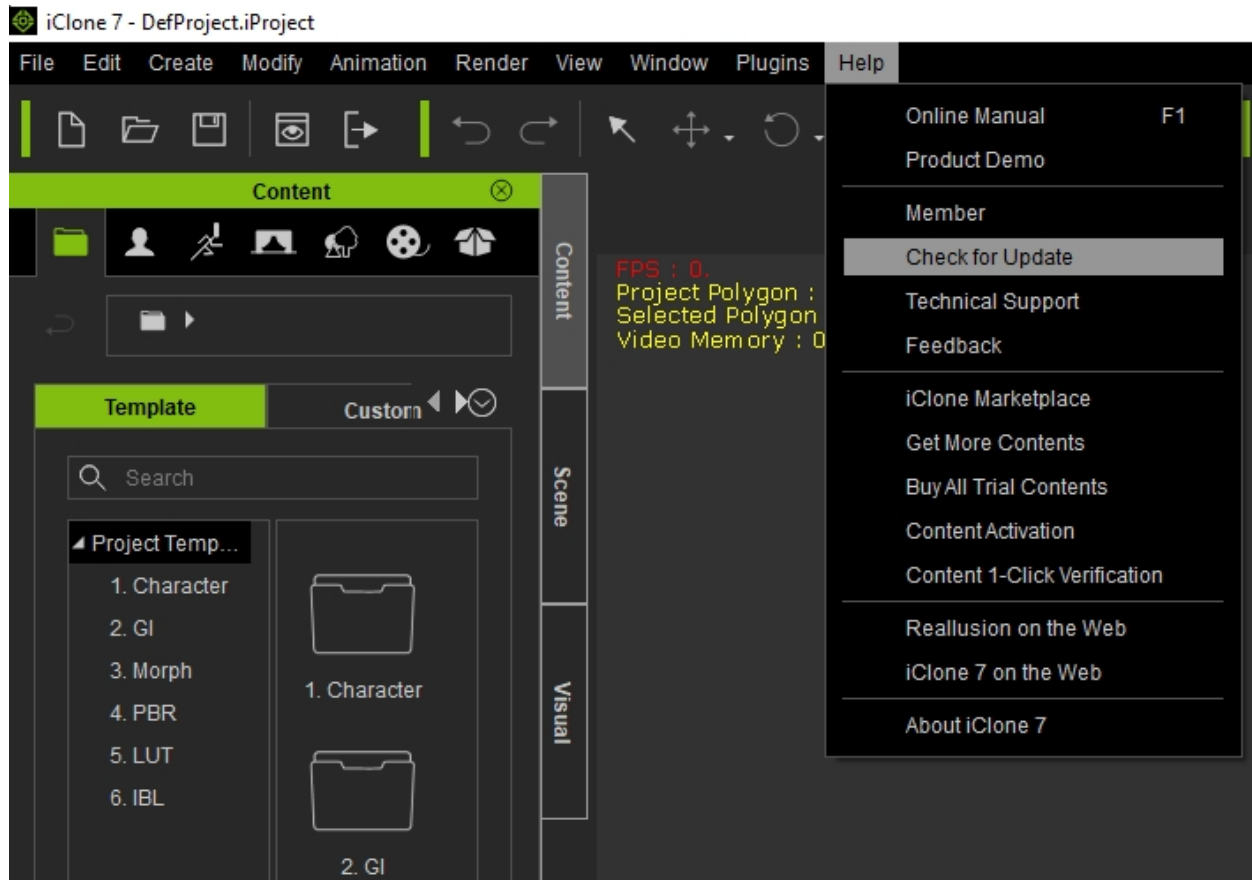 iClone 7 - DefProject.iProject
File Edit Create Modify Animation Render View Window Plugins Help
Content
Template Custom
Search
Project Temp...
1. Character
2. GI
3. Morph
4. PBR
5. LUT
6. IBL
1. Character
2. GI
Content
Scene
Visual
FPS : 0.
Project Polygon :
Selected Polygon
Video Memory : 0
Online Manual F1
Product Demo
Member
Check for Update
Technical Support
Feedback
iClone Marketplace
Get More Contents
Buy All Trial Contents
Content Activation
Content 1-Click Verification
Reallusion on the Web
iClone 7 on the Web
About iClone 7